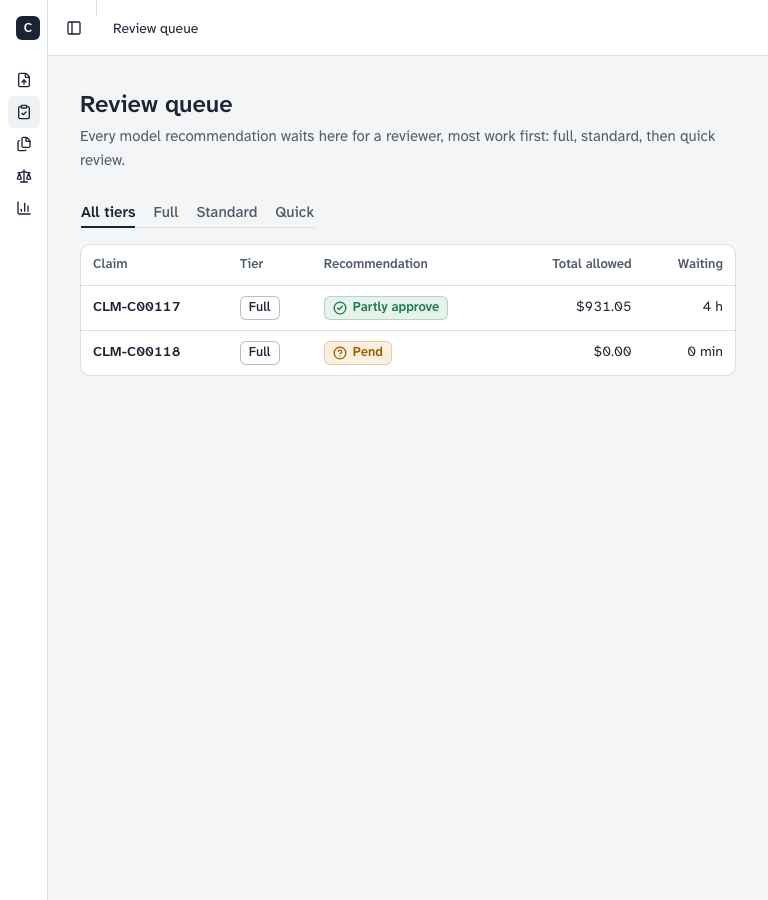 C
Review queue
Review queue
Every model recommendation waits here for a reviewer, most work first: full, standard, then quick
review.
All tiers Full Standard Quick
Claim Tier Recommendation Total allowed Waiting
CLM-C00117 Full Partly approve $931.05 4 h
CLM-C00118 Full Pend $0.00 0 min